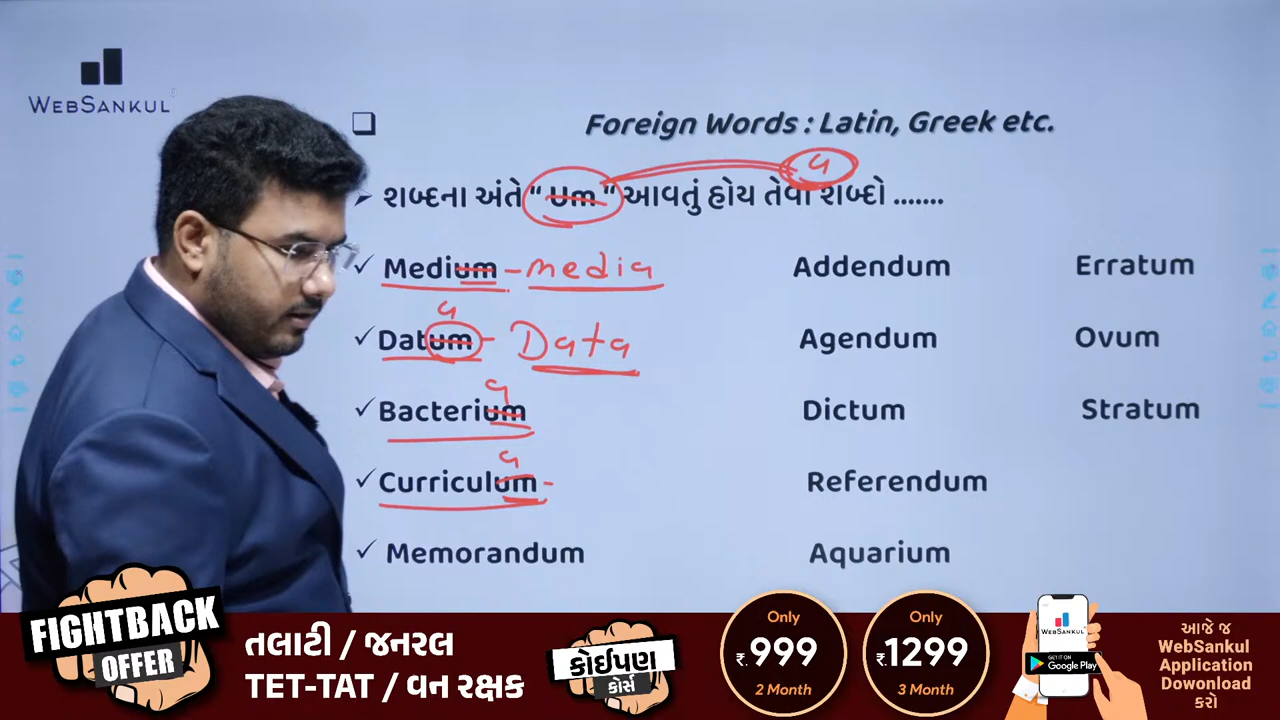 WEBSANKUL
Foreign Words : Latin, Greek etc.
a
શબ્દના અંતે “ um “ આવતું હોય તેવા શબ્દો .......
Medium – media
Addendum
Erratum
a
Datum – Data
Agendum
Ovum
a
Bacterium
Dictum
Stratum
a
Curriculum –
Referendum
Memorandum
Aquarium
FIGHTBACK
OFFER
તલાટી / જનરલ
TET-TAT / વન રક્ષક
કોઈપણ
કોર્સ
Only
₹.999
2 Month
Only
₹.1299
3 Month
WEBSANKUL
GET IT ON
Google Play
આજે જ
WebSankul
Application
Dowonload
કરો